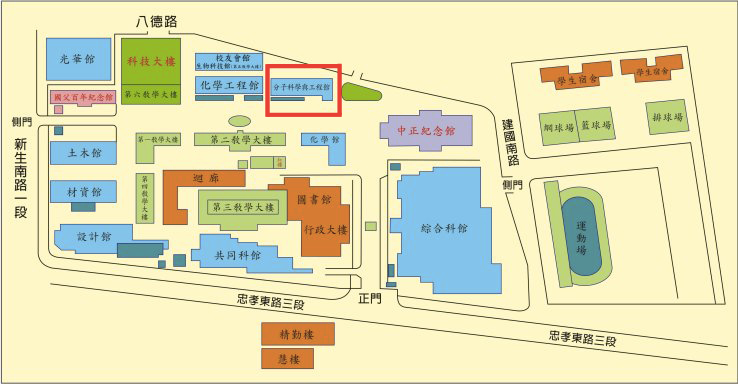 八德路
光華館
科技大樓
校友會館
生物科技館
化學工程館
分子科學與工程館
學生宿舍
學生宿舍
國父百年紀念館
第六教學大樓
側門
新生南路一段
土木館
第一教學大樓
第二教學大樓
化學館
中正紀念館
建國南路
網球場
籃球場
排球場
側門
材資館
第四教學大樓
迴廊
圖書館
第三教學大樓
行政大樓
綜合科館
運動場
設計館
共同科館
正門
忠孝東路三段
忠孝東路三段
精勤樓
慧樓